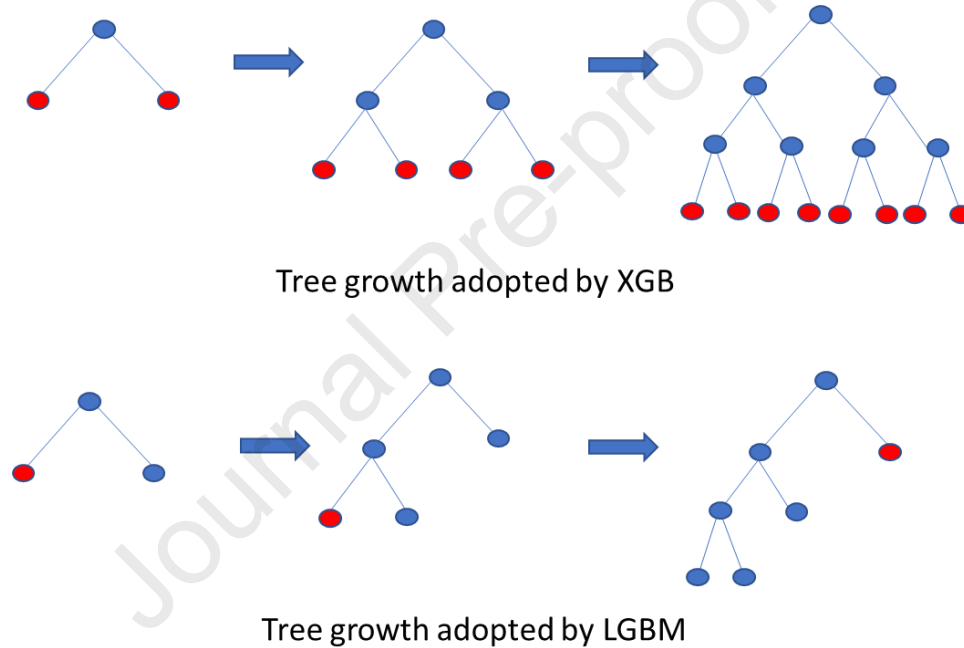 Journal Pre-proof
Tree growth adopted by XGB
Tree growth adopted by LGBM